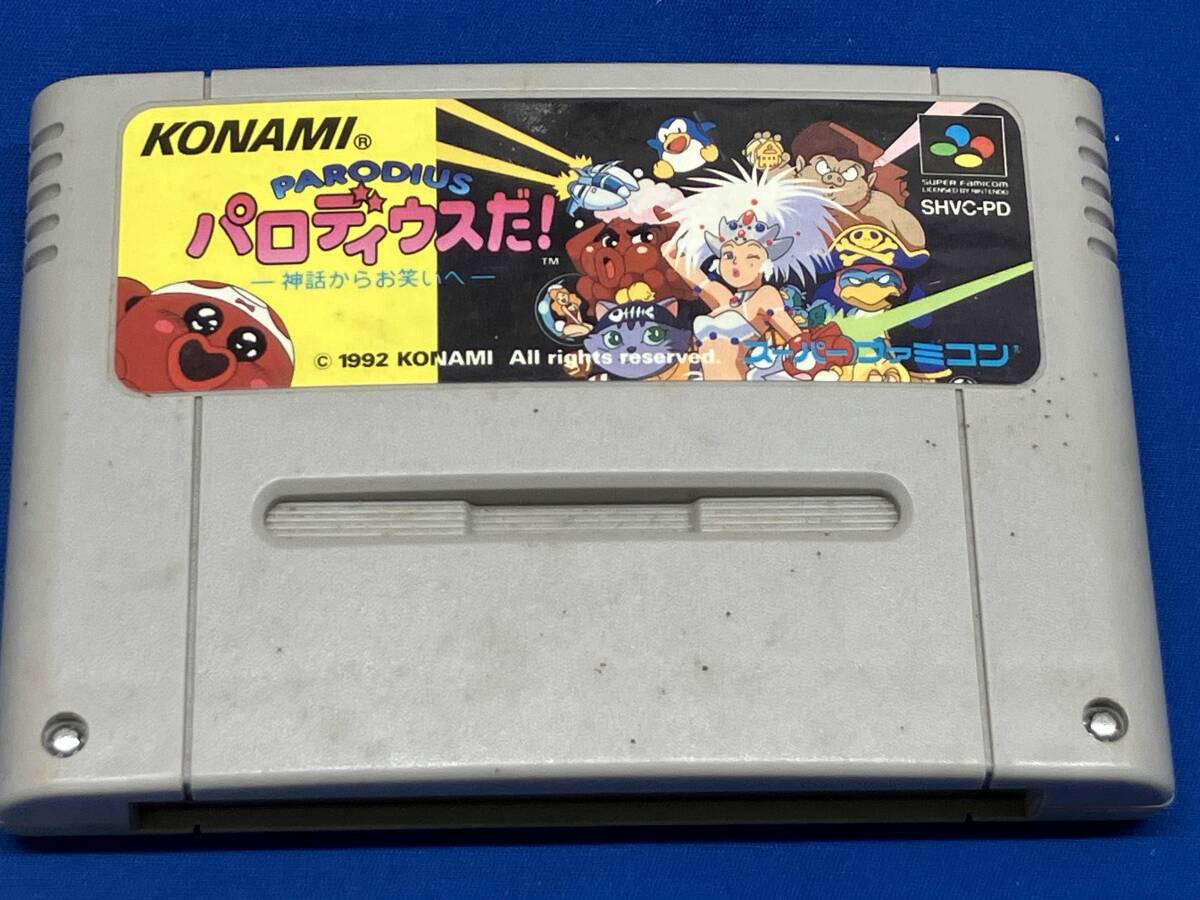 KONAMI®
PARODIUS
パロディウスだ!™
—神話からお笑いへ—
© 1992 KONAMI All rights reserved.
SUPER FAMICOM
LICENSED BY NINTENDO
SHVC-PD
スーパーファミコン®